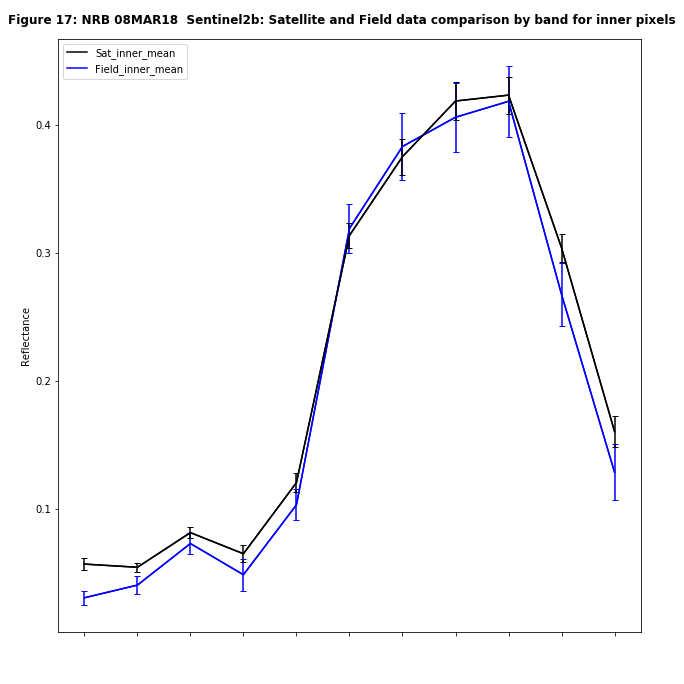 Figure 17: NRB 08MAR18  Sentinel2b: Satellite and Field data comparison by band for inner pixels
Sat_inner_mean
Field_inner_mean
0.4
0.3
Reflectance
0.2
0.1